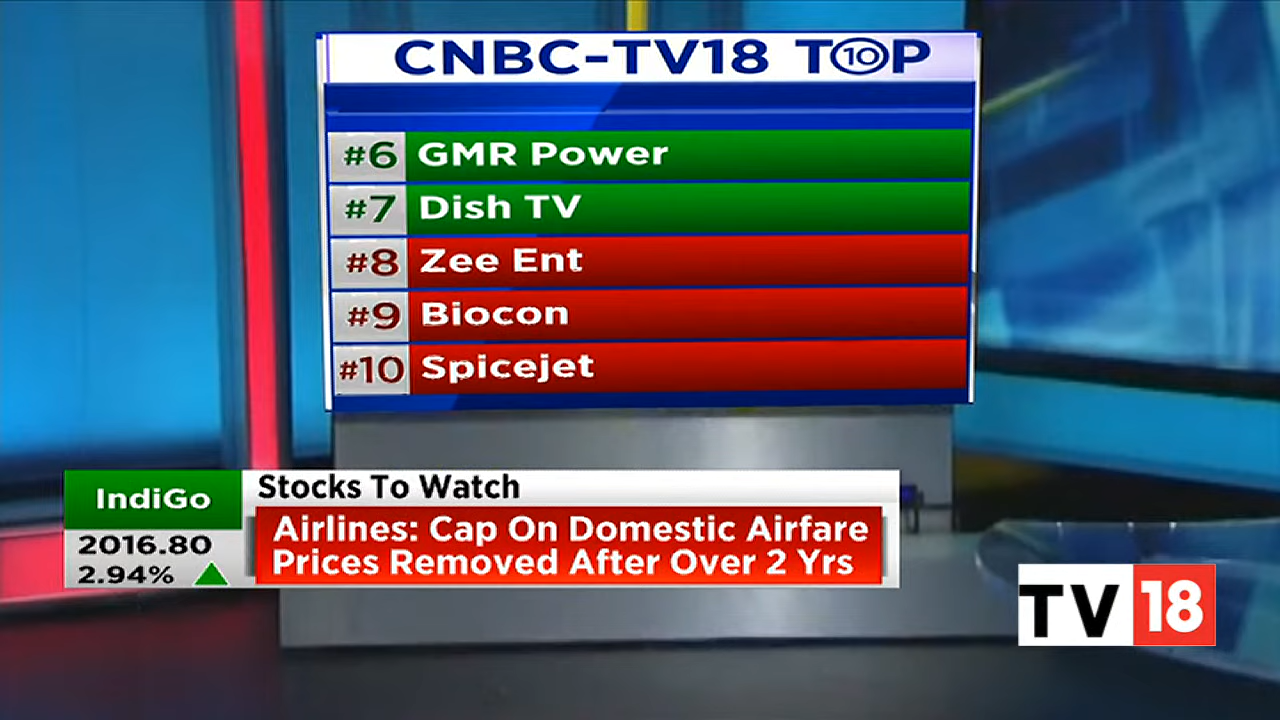 CNBC-TV18 TOP 10
#6 GMR Power
#7 Dish TV
#8 Zee Ent
#9 Biocon
#10 Spicejet
IndiGo
2016.80
2.94%
Stocks To Watch
Airlines: Cap On Domestic Airfare
Prices Removed After Over 2 Yrs
TV18